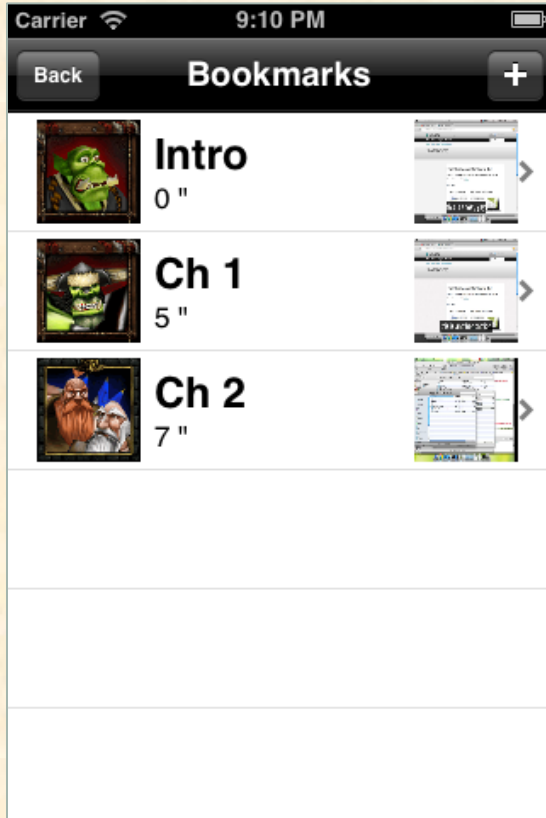 Carrier 9:10 PM
Back Bookmarks +
Intro
0 "
Ch 1
5 "
Ch 2
7 "